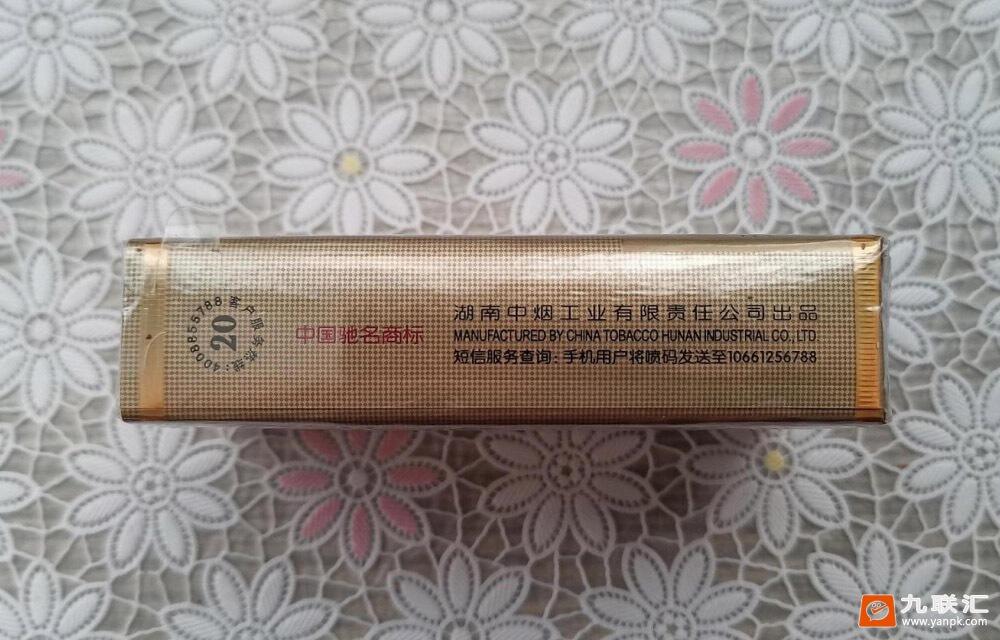 客户服务热线:4008855788
20
中国驰名商标
湖南中烟工业有限责任公司出品
MANUFACTURED BY CHINA TOBACCO HUNAN INDUSTRIAL CO., LTD.
短信服务查询:手机用户将喷码发送至10661256788
九联汇
www.yanpk.com